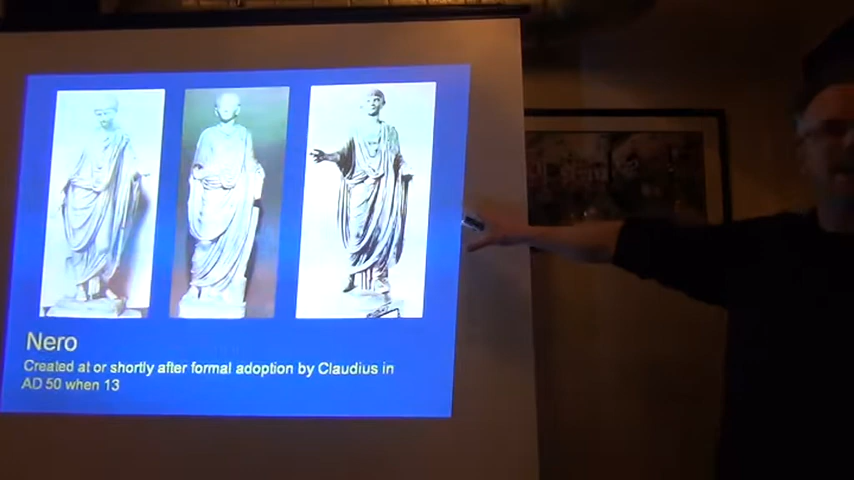 Nero
Created at or shortly after formal adoption by Claudius in
AD 50 when 13